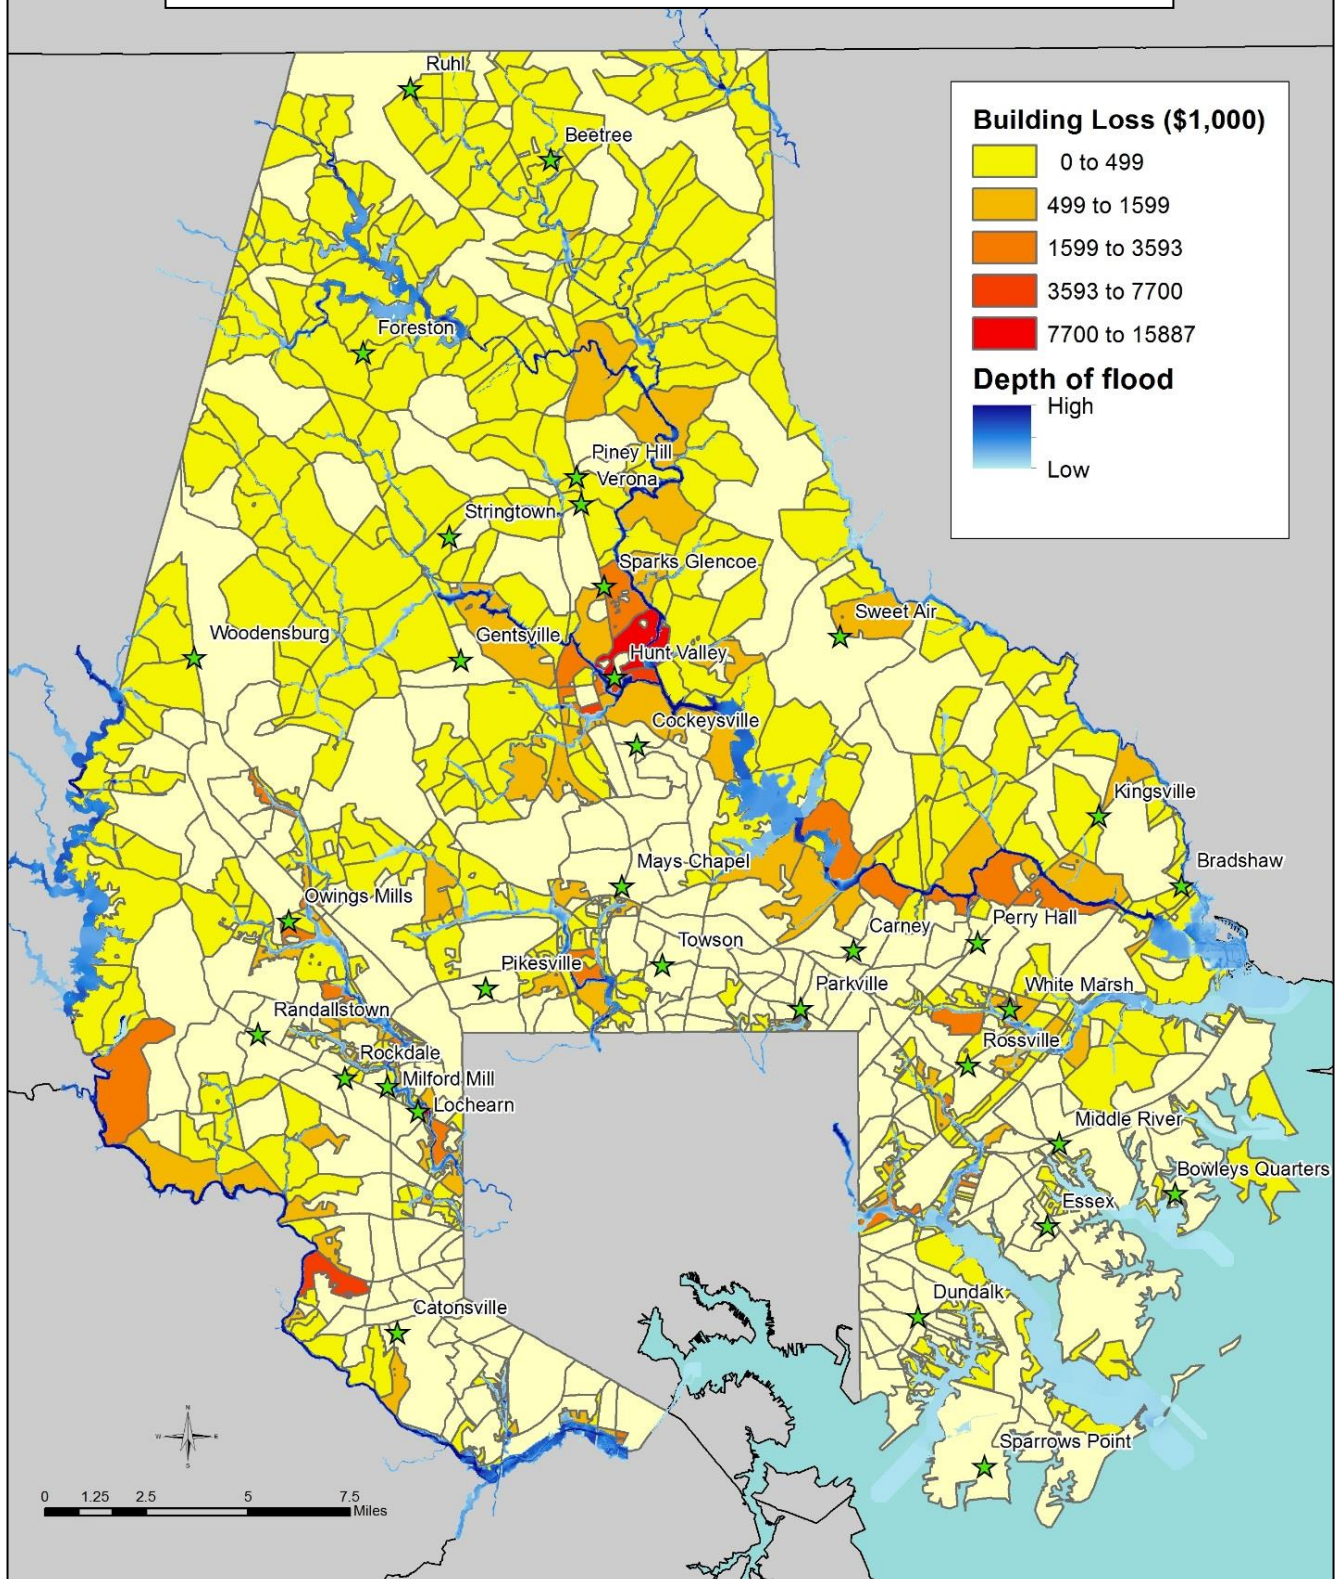 Ruhl
Beetree
Building Loss ($1,000)
0 to 499
499 to 1599
1599 to 3593
3593 to 7700
7700 to 15887
Depth of flood
High
Low
Foreston
Piney Hill
Verona
Stringtown
Sparks Glencoe
Sweet Air
Woodensburg
Gentsville
Hunt Valley
Cockeysville
Kingsville
Mays-Chapel
Bradshaw
Owings Mills
Carney
Perry Hall
Towson
Pikesville
Parkville
White Marsh
Randallstown
Rossville
Rockdale
Milford Mill
Lochearn
Middle River
Bowleys Quarters
Essex
Dundalk
Catonsville
Sparrows Point
N
W E
S
0 1.25 2.5 5 7.5
Miles